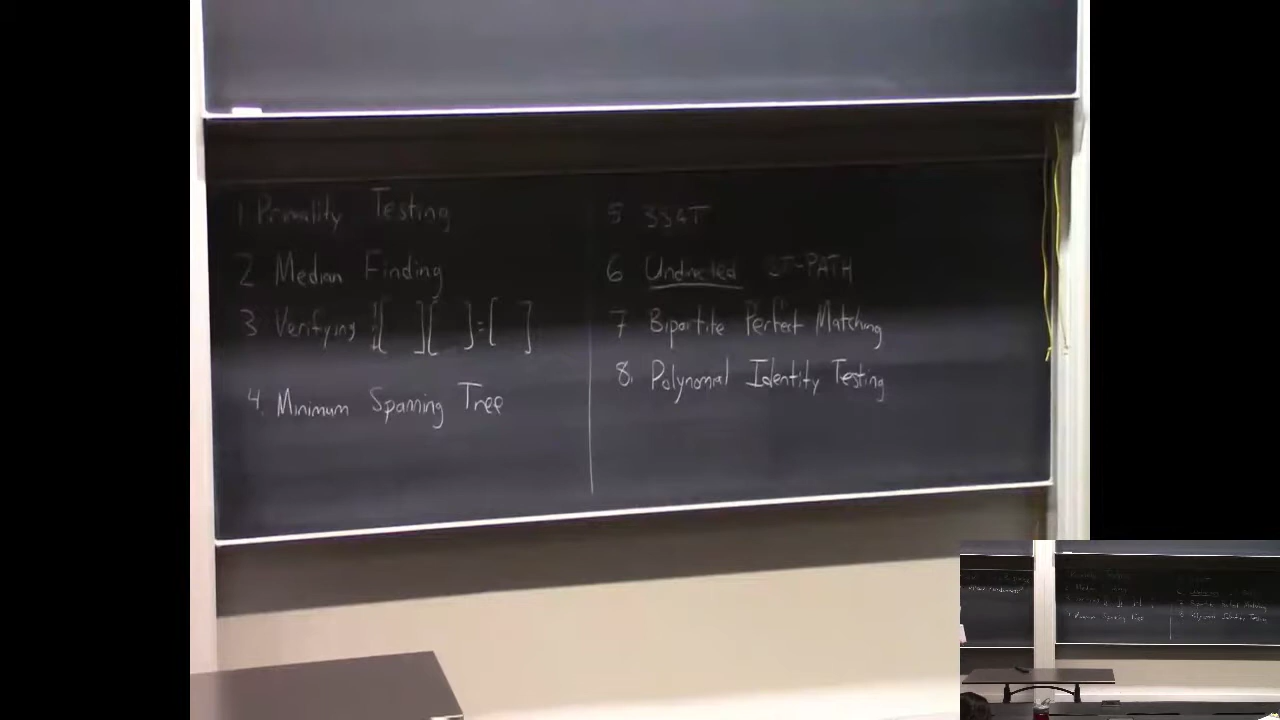 1. Primality Testing
2 Median Finding
3 Verifying [ ][ ]=[ ]
4. Minimum Spanning Tree
5 3SAT
6 Undirected ST-PATH
7 Bipartite Perfect Matching
8. Polynomial Identity Testing